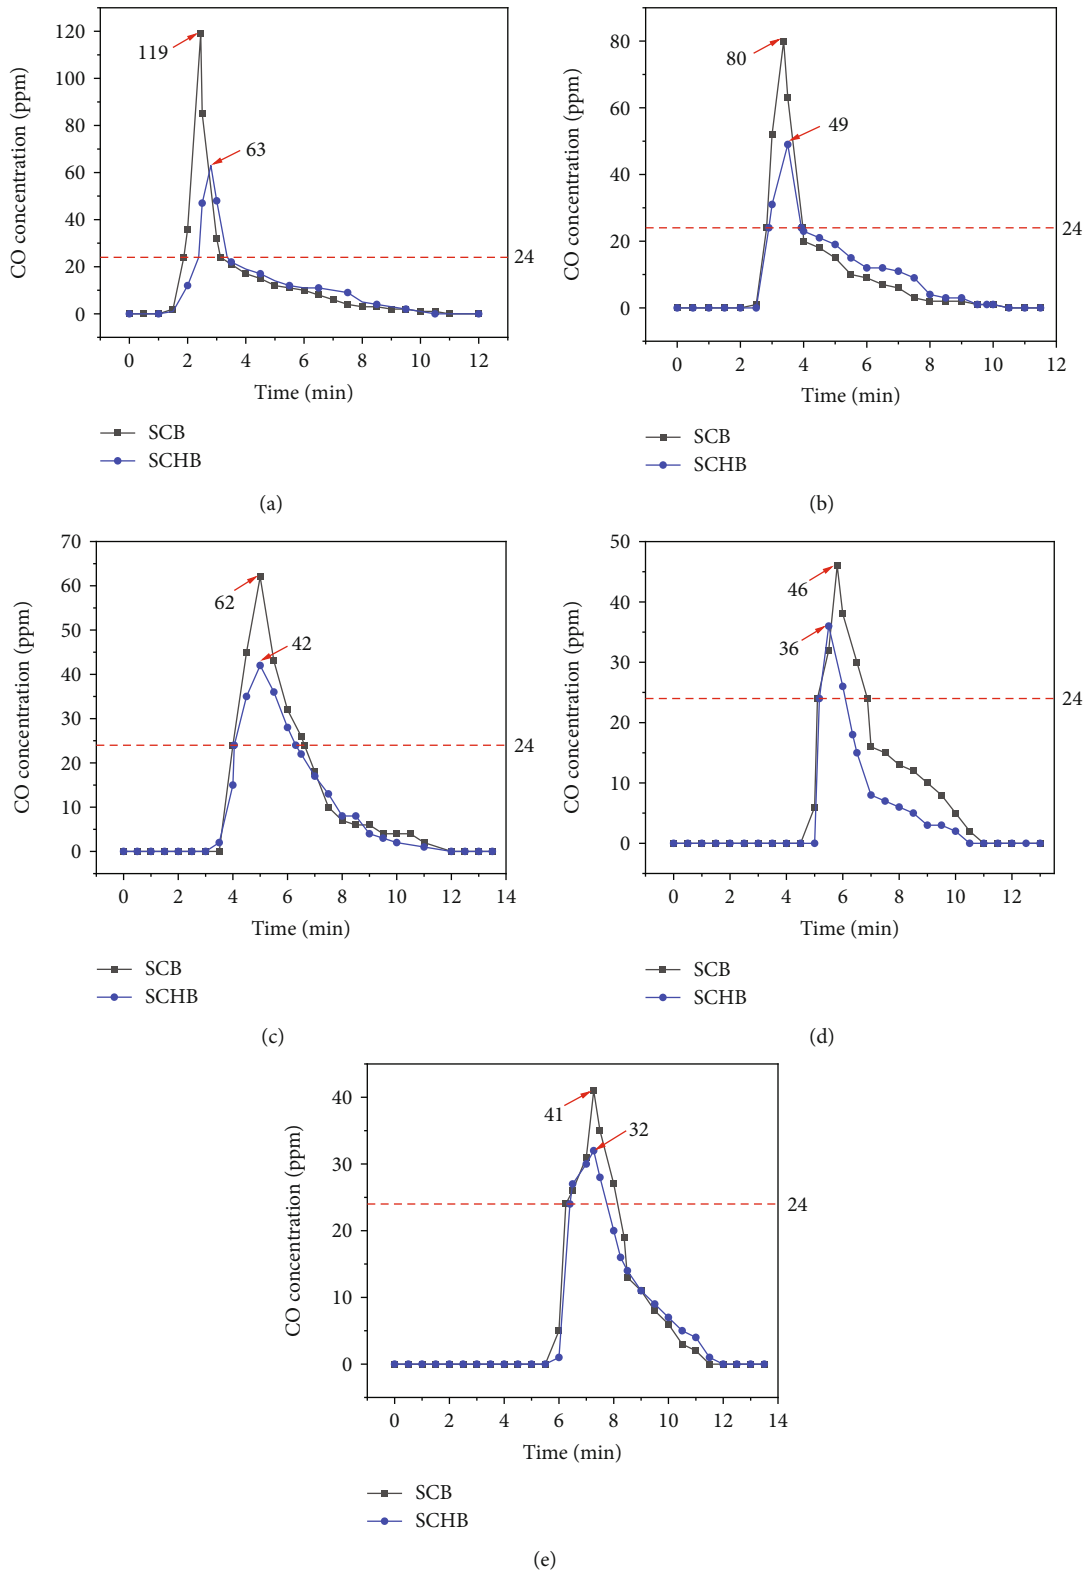 120
100
80
60
40
20
0
CO concentration (ppm)
119
63
24
0 2 4 6 8 10 12
Time (min)
SCB
SCHB
(a)
80
60
40
20
0
CO concentration (ppm)
80
49
24
0 2 4 6 8 10 12
Time (min)
SCB
SCHB
(b)
70
60
50
40
30
20
10
0
CO concentration (ppm)
62
42
24
0 2 4 6 8 10 12 14
Time (min)
SCB
SCHB
(c)
50
40
30
20
10
0
CO concentration (ppm)
46
36
24
0 2 4 6 8 10 12
Time (min)
SCB
SCHB
(d)
40
30
20
10
0
CO concentration (ppm)
41
32
24
0 2 4 6 8 10 12 14
Time (min)
SCB
SCHB
(e)